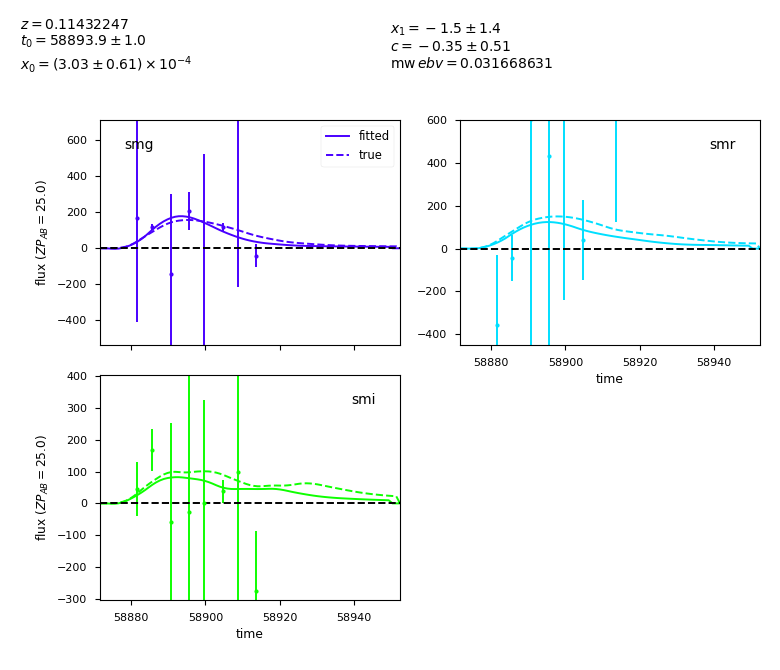 z = 0.11432247
t₀ = 58893.9 ± 1.0
x₀ = (3.03 ± 0.61) × 10⁻⁴
x₁ = −1.5 ± 1.4
c = −0.35 ± 0.51
mw ebv = 0.031668631
smg
fitted
true
600
400
200
0
−200
−400
flux (ZP_AB = 25.0)
smr
600
400
200
0
−200
−400
58880 58900 58920 58940
time
smi
400
300
200
100
0
−100
−200
−300
flux (ZP_AB = 25.0)
58880 58900 58920 58940
time